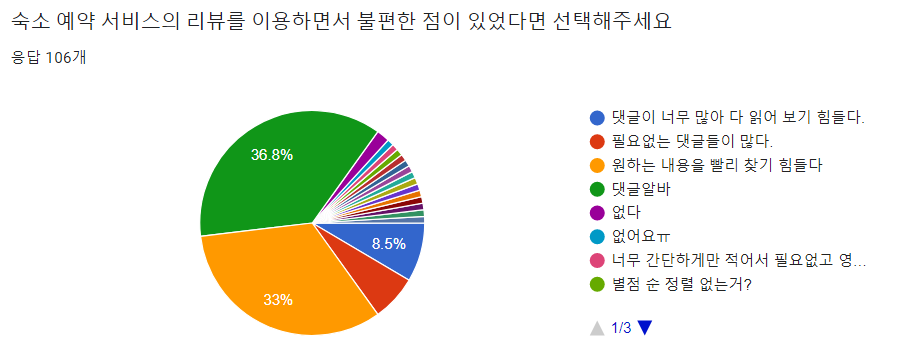 숙소 예약 서비스의 리뷰를 이용하면서 불편한 점이 있었다면 선택해주세요
응답 106개
36.8%
33%
8.5%
댓글이 너무 많아 다 읽어 보기 힘들다.
필요없는 댓글들이 많다.
원하는 내용을 빨리 찾기 힘들다
댓글알바
없다
없어요ㅠ
너무 간단하게만 적어서 필요없고 영...
별점 순 정렬 없는거?
1/3